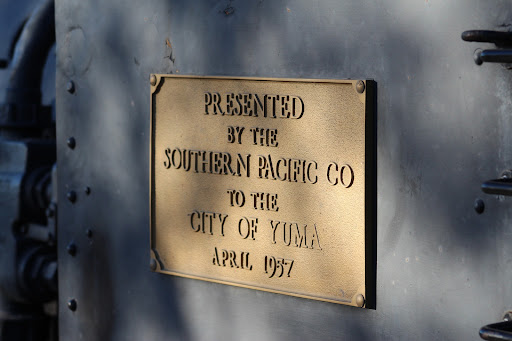 PRESENTED
BY THE
SOUTHERN PACIFIC CO
TO THE
CITY OF YUMA
APRIL 1957